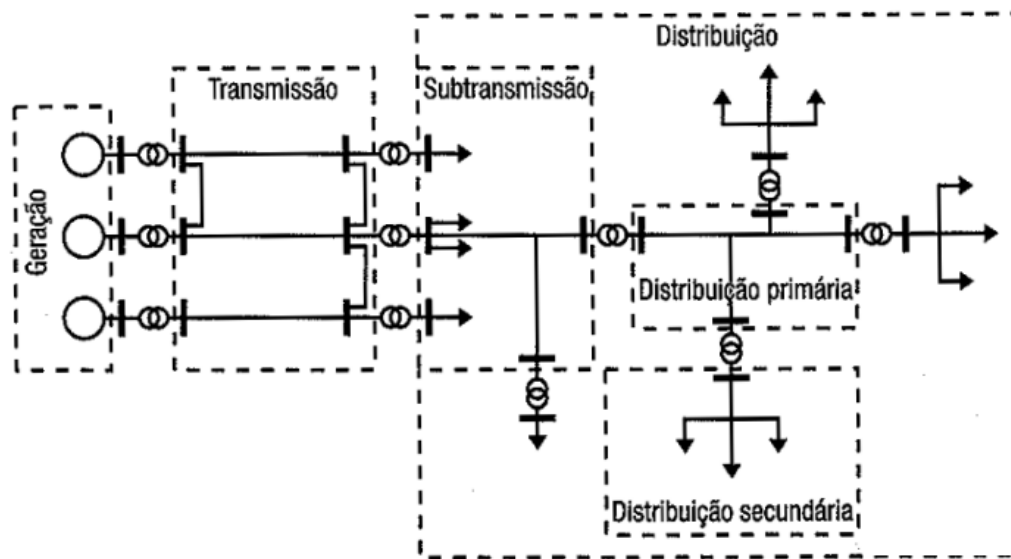 Distribuição
Transmissão
Subtransmissão
Geração
Distribuição primária
Distribuição secundária